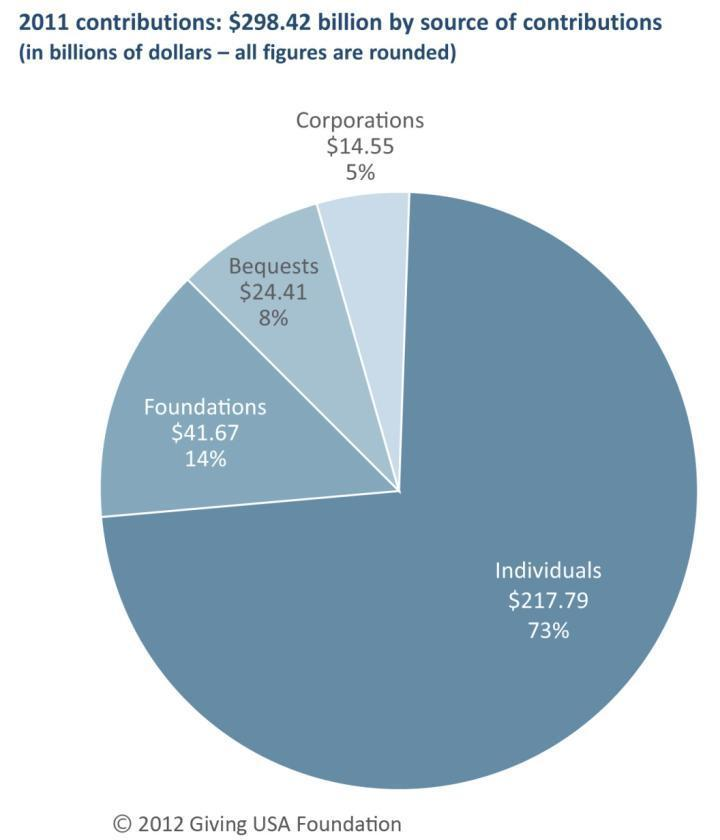 2011 contributions: $298.42 billion by source of contributions
(in billions of dollars – all figures are rounded)
Corporations
$14.55
5%
Bequests
$24.41
8%
Foundations
$41.67
14%
Individuals
$217.79
73%
© 2012 Giving USA Foundation